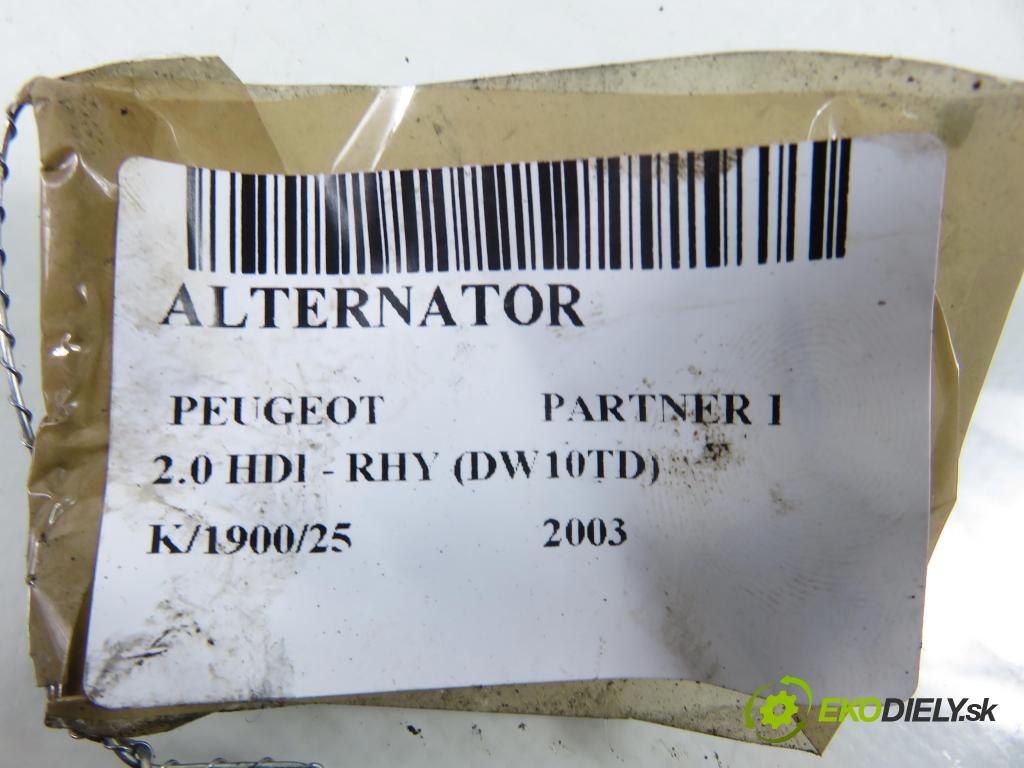 ALTERNATOR
PEUGEOT PARTNER I
2.0 HDI - RHY (DW10TD)
K/1900/25 2003
EKODIELY.sk